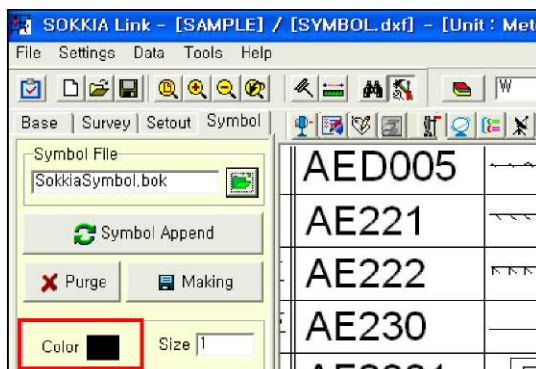 SOKKIA Link - [SAMPLE] / [SYMBOL.dxf] - [Unit : Met
File Settings Data Tools Help
W
Base Survey Setout Symbol
Symbol File
SokkiaSymbol.bok
Symbol Append
Purge Making
Color Size 1
AED005
AE221
AE222
AE230